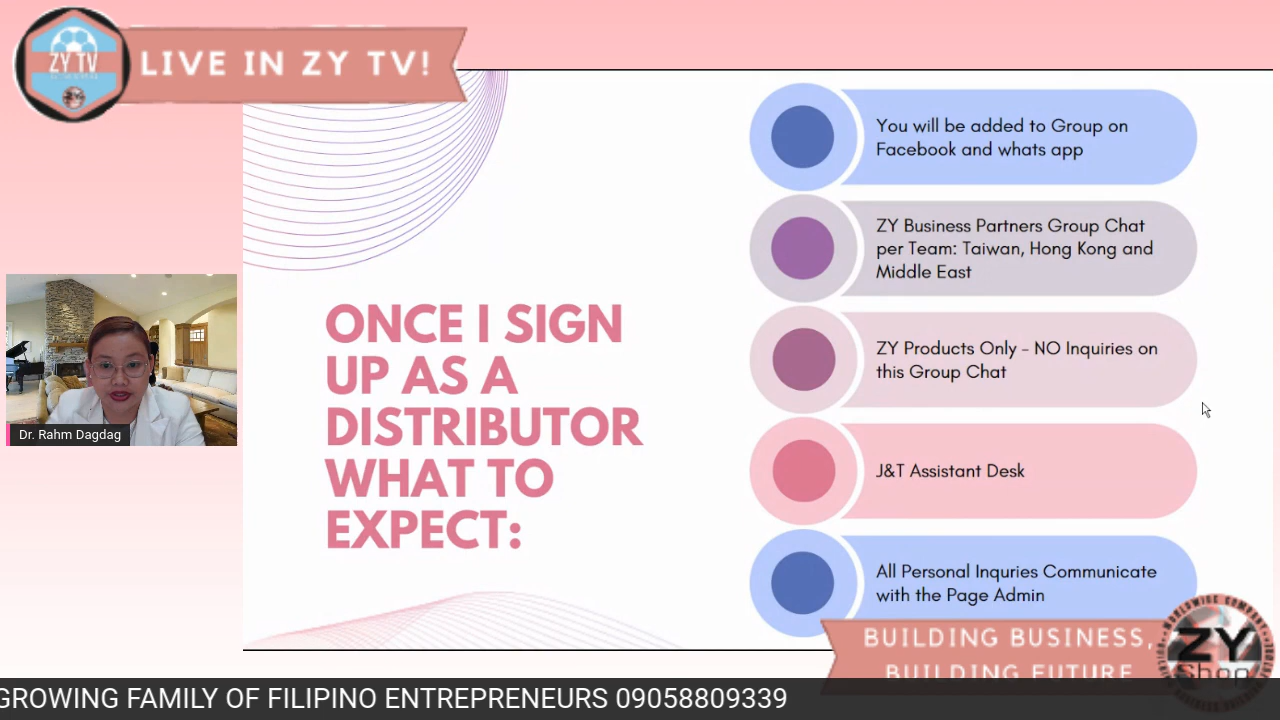 ZY TV
LIVE IN ZY TV!
You will be added to Group on
Facebook and whats app
ZY Business Partners Group Chat
per Team: Taiwan, Hong Kong and
Middle East
ZY Products Only - NO Inquiries on
this Group Chat
J&T Assistant Desk
All Personal Inquries Communicate
with the Page Admin
ONCE I SIGN
UP AS A
DISTRIBUTOR
WHAT TO
EXPECT:
Dr. Rahm Dagdag
BUILDING BUSINESS,
BUILDING FUTURE
WORLDWIDE COMPANY
ZY
Shop
GROWING FAMILY OF FILIPINO ENTREPRENEURS 09058809339